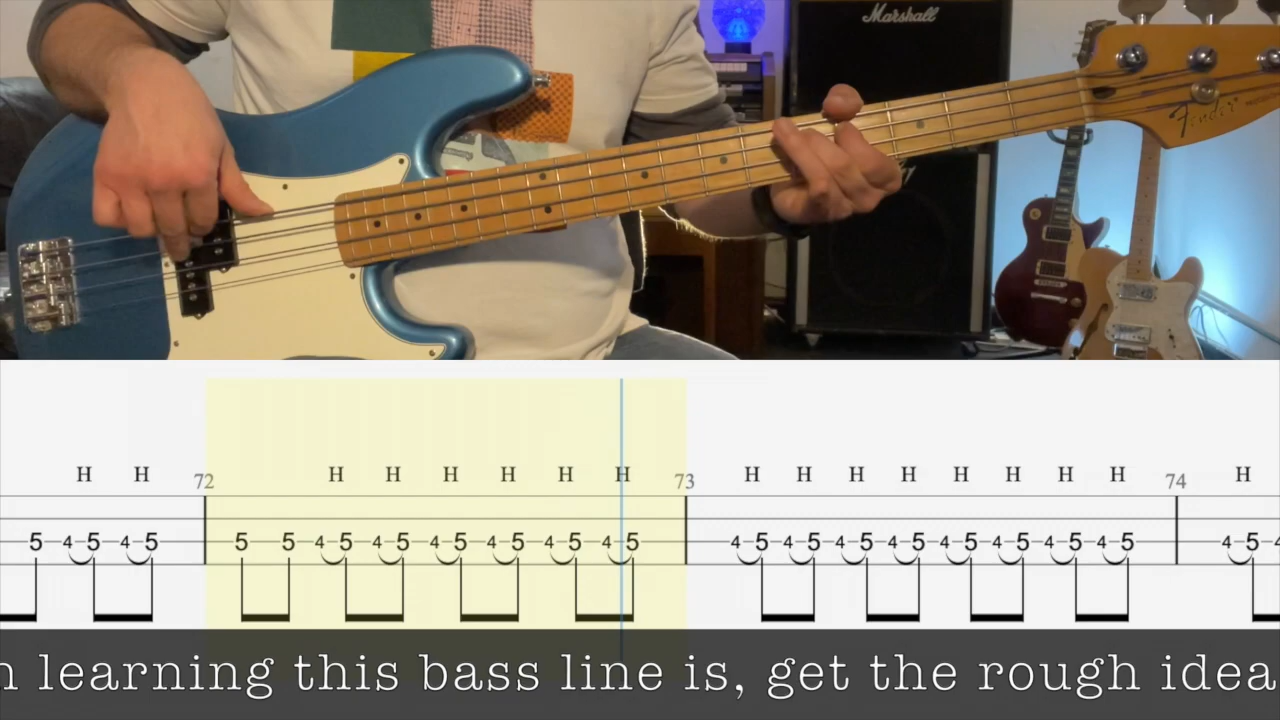 Marshall
Fender
H H 72 H H H H H H 73 H H H H H H H H 74 H
5 4 5 4 5 5 5 4 5 4 5 4 5 4 5 4 5 4 5 4 5 4 5 4 5 4 5 4 5 4 5 4 5 4 5 4 5 4
learning this bass line is, get the rough idea